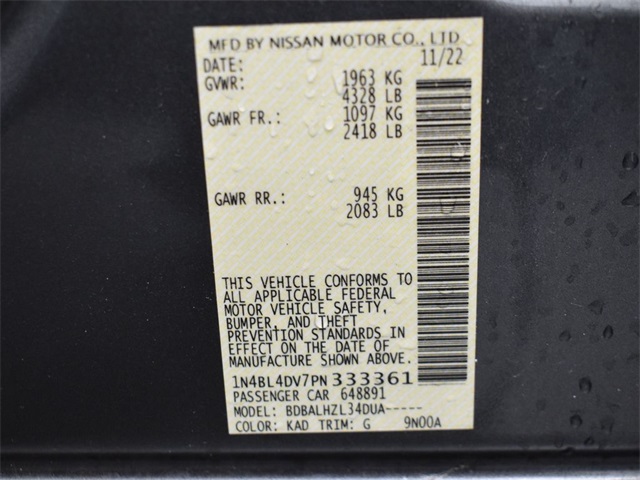 MFD BY NISSAN MOTOR CO., LTD
DATE: 11/22
GVWR: 1963 KG
4328 LB
GAWR FR.: 1097 KG
2418 LB
GAWR RR.: 945 KG
2083 LB
THIS VEHICLE CONFORMS TO
ALL APPLICABLE FEDERAL
MOTOR VEHICLE SAFETY,
BUMPER, AND THEFT
PREVENTION STANDARDS IN
EFFECT ON THE DATE OF
MANUFACTURE SHOWN ABOVE.
1N4BL4DV7PN333361
PASSENGER CAR 648891
MODEL: BDBALHZL34DUA-----
COLOR: KAD TRIM: G 9N00A